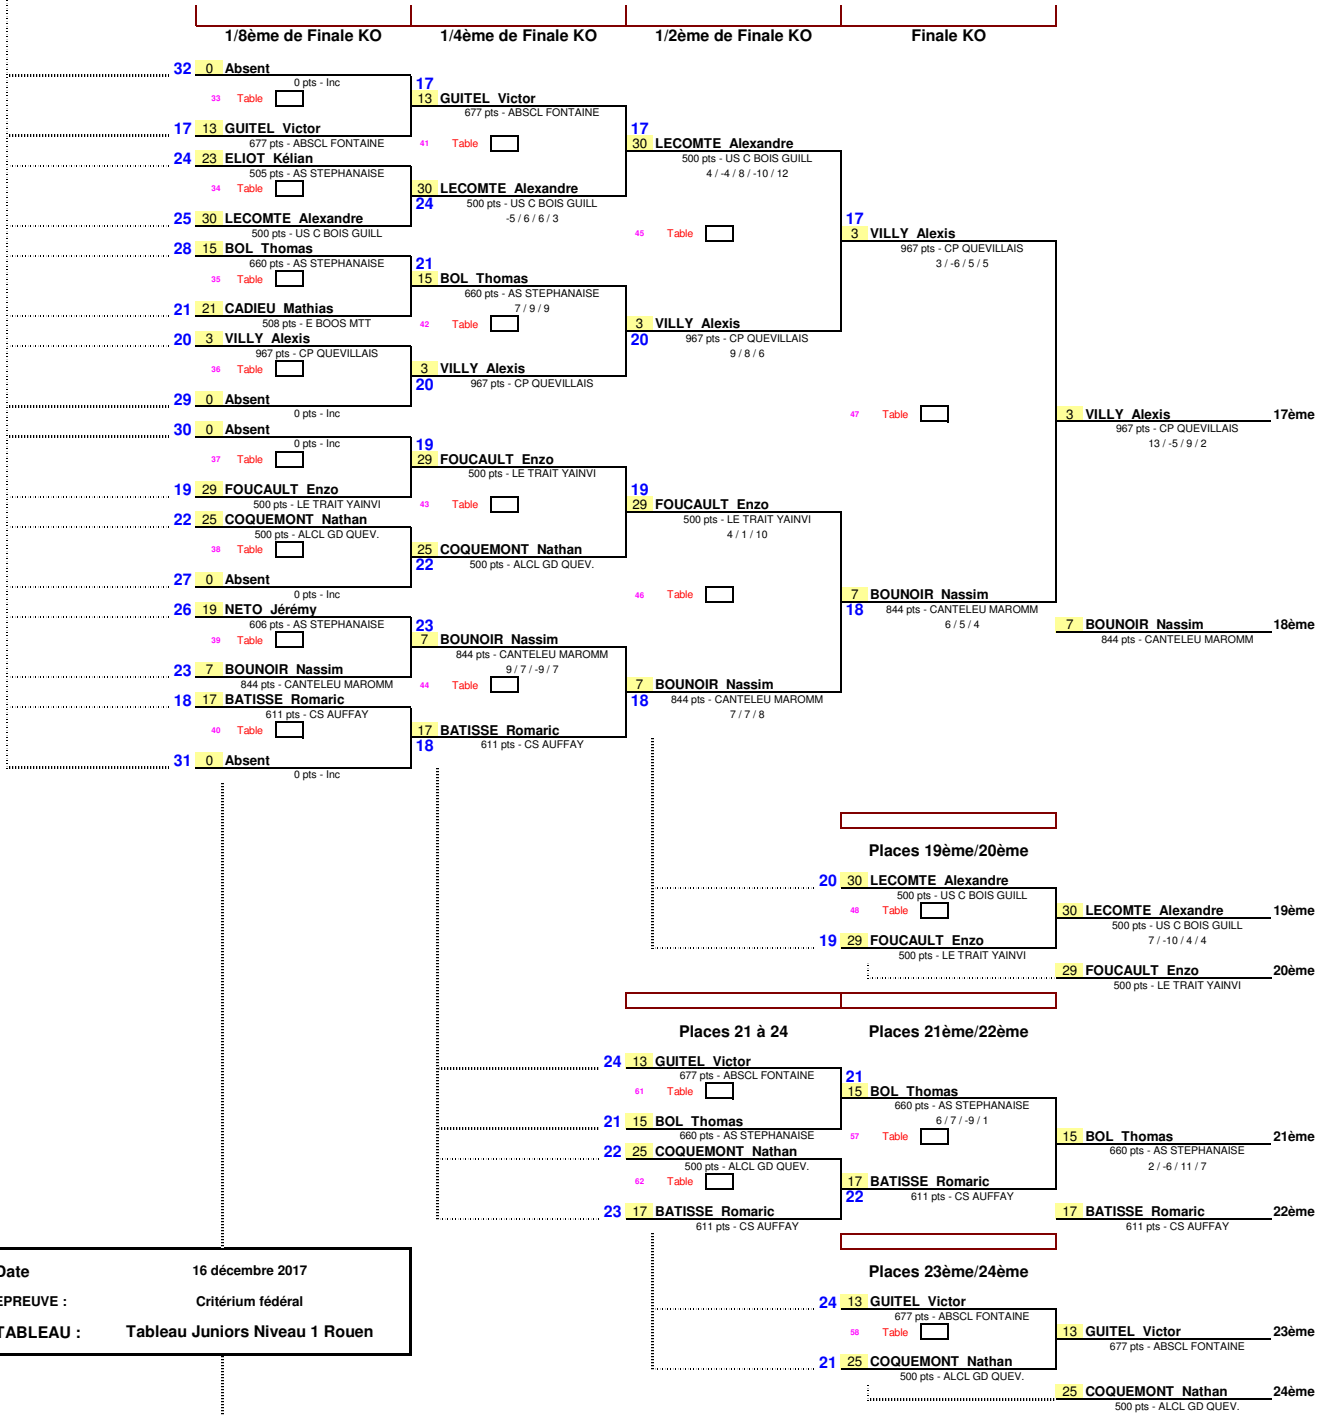 1/8ème de Finale KO 1/4ème de Finale KO 1/2ème de Finale KO Finale KO
32 0 Absent
0 pts - Inc
33 Table
17 13 GUITEL Victor
677 pts - ABSCL FONTAINE
24 23 ELIOT Kélian
505 pts - AS STEPHANAISE
34 Table
25 30 LECOMTE Alexandre
500 pts - US C BOIS GUILL
28 15 BOL Thomas
660 pts - AS STEPHANAISE
35 Table
21 21 CADIEU Mathias
508 pts - E BOOS MTT
20 3 VILLY Alexis
967 pts - CP QUEVILLAIS
36 Table
29 0 Absent
0 pts - Inc
30 0 Absent
0 pts - Inc
37 Table
19 29 FOUCAULT Enzo
500 pts - LE TRAIT YAINVI
22 25 COQUEMONT Nathan
500 pts - ALCL GD QUEV.
38 Table
27 0 Absent
0 pts - Inc
26 19 NETO Jérémy
606 pts - AS STEPHANAISE
39 Table
23 7 BOUNOIR Nassim
844 pts - CANTELEU MAROMM
18 17 BATISSE Romaric
611 pts - CS AUFFAY
40 Table
31 0 Absent
0 pts - Inc
17
13 GUITEL Victor
677 pts - ABSCL FONTAINE
41 Table
30 LECOMTE Alexandre
24 500 pts - US C BOIS GUILL
-5 / 6 / 6 / 3
21
15 BOL Thomas
660 pts - AS STEPHANAISE
7 / 9 / 9
42 Table
3 VILLY Alexis
20 967 pts - CP QUEVILLAIS
19
29 FOUCAULT Enzo
500 pts - LE TRAIT YAINVI
43 Table
25 COQUEMONT Nathan
22 500 pts - ALCL GD QUEV.
23
7 BOUNOIR Nassim
844 pts - CANTELEU MAROMM
9 / 7 / -9 / 7
44 Table
17 BATISSE Romaric
18 611 pts - CS AUFFAY
17
30 LECOMTE Alexandre
500 pts - US C BOIS GUILL
4 / -4 / 8 / -10 / 12
45 Table
3 VILLY Alexis
20 967 pts - CP QUEVILLAIS
9 / 8 / 6
19
29 FOUCAULT Enzo
500 pts - LE TRAIT YAINVI
4 / 1 / 10
46 Table
7 BOUNOIR Nassim
18 844 pts - CANTELEU MAROMM
7 / 7 / 8
17
3 VILLY Alexis
967 pts - CP QUEVILLAIS
3 / -6 / 5 / 5
47 Table
7 BOUNOIR Nassim
18 844 pts - CANTELEU MAROMM
6 / 5 / 4
3 VILLY Alexis 17ème
967 pts - CP QUEVILLAIS
13 / -5 / 9 / 2
7 BOUNOIR Nassim 18ème
844 pts - CANTELEU MAROMM
Places 19ème/20ème
20 30 LECOMTE Alexandre
500 pts - US C BOIS GUILL
48 Table
19 29 FOUCAULT Enzo
500 pts - LE TRAIT YAINVI
30 LECOMTE Alexandre 19ème
500 pts - US C BOIS GUILL
7 / -10 / 4 / 4
29 FOUCAULT Enzo 20ème
500 pts - LE TRAIT YAINVI
Places 21 à 24 Places 21ème/22ème
24 13 GUITEL Victor
677 pts - ABSCL FONTAINE
61 Table
21 15 BOL Thomas
660 pts - AS STEPHANAISE
22 25 COQUEMONT Nathan
500 pts - ALCL GD QUEV.
62 Table
23 17 BATISSE Romaric
611 pts - CS AUFFAY
21
15 BOL Thomas
660 pts - AS STEPHANAISE
6 / 7 / -9 / 1
57 Table
17 BATISSE Romaric
22 611 pts - CS AUFFAY
15 BOL Thomas 21ème
660 pts - AS STEPHANAISE
2 / -6 / 11 / 7
17 BATISSE Romaric 22ème
611 pts - CS AUFFAY
Places 23ème/24ème
24 13 GUITEL Victor
677 pts - ABSCL FONTAINE
58 Table
21 25 COQUEMONT Nathan
500 pts - ALCL GD QUEV.
13 GUITEL Victor 23ème
677 pts - ABSCL FONTAINE
25 COQUEMONT Nathan 24ème
500 pts - ALCL GD QUEV.
Date 16 décembre 2017
EPREUVE : Critérium fédéral
TABLEAU : Tableau Juniors Niveau 1 Rouen